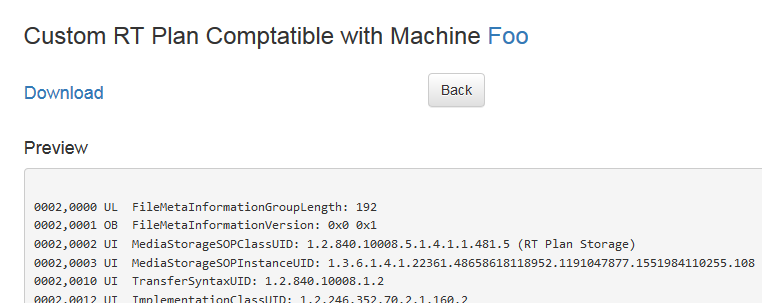 Custom RT Plan Comptatible with Machine Foo
Download
Back
Preview
0002,0000 UL  FileMetaInformationGroupLength: 192
0002,0001 OB  FileMetaInformationVersion: 0x0 0x1
0002,0002 UI  MediaStorageSOPClassUID: 1.2.840.10008.5.1.4.1.1.481.5 (RT Plan Storage)
0002,0003 UI  MediaStorageSOPInstanceUID: 1.3.6.1.4.1.22361.48658618118952.1191047877.1551984110255.108
0002,0010 UI  TransferSyntaxUID: 1.2.840.10008.1.2
0002,0012 UI  ImplementationClassUID: 1.2.246.352.70.2.1.160.2